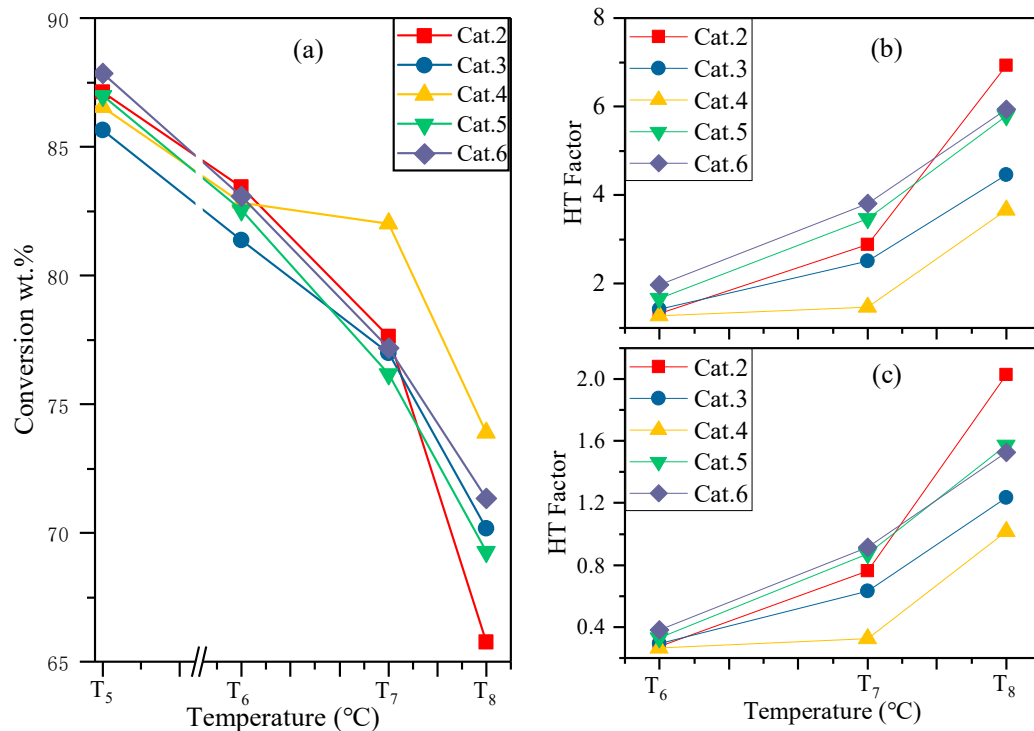 (a)
Cat.2
Cat.3
Cat.4
Cat.5
Cat.6
90
85
80
75
70
65
Conversion wt.%
T5
T6
T7
T8
Temperature (℃)
(b)
Cat.2
Cat.3
Cat.4
Cat.5
Cat.6
8
6
4
2
HT Factor
(c)
Cat.2
Cat.3
Cat.4
Cat.5
Cat.6
2.0
1.6
1.2
0.8
0.4
HT Factor
T6
T7
T8
Temperature (℃)